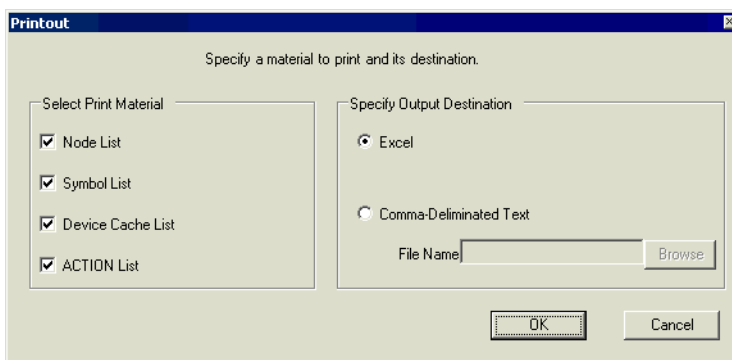 Printout
Specify a material to print and its destination.
Select Print Material
Node List
Symbol List
Device Cache List
ACTION List
Specify Output Destination
Excel
Comma-Deliminated Text
File Name
Browse
OK
Cancel